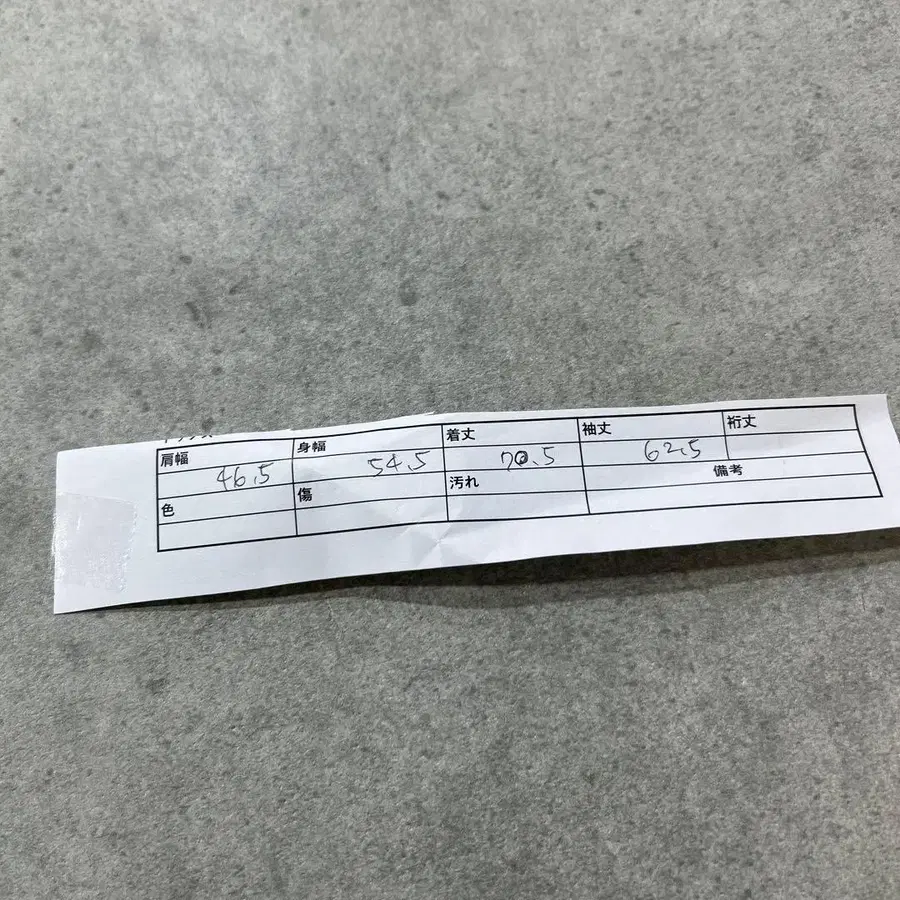 肩幅 身幅 着丈 袖丈 裄丈
46.5 54.5 70.5 62.5
色 傷 汚れ 備考